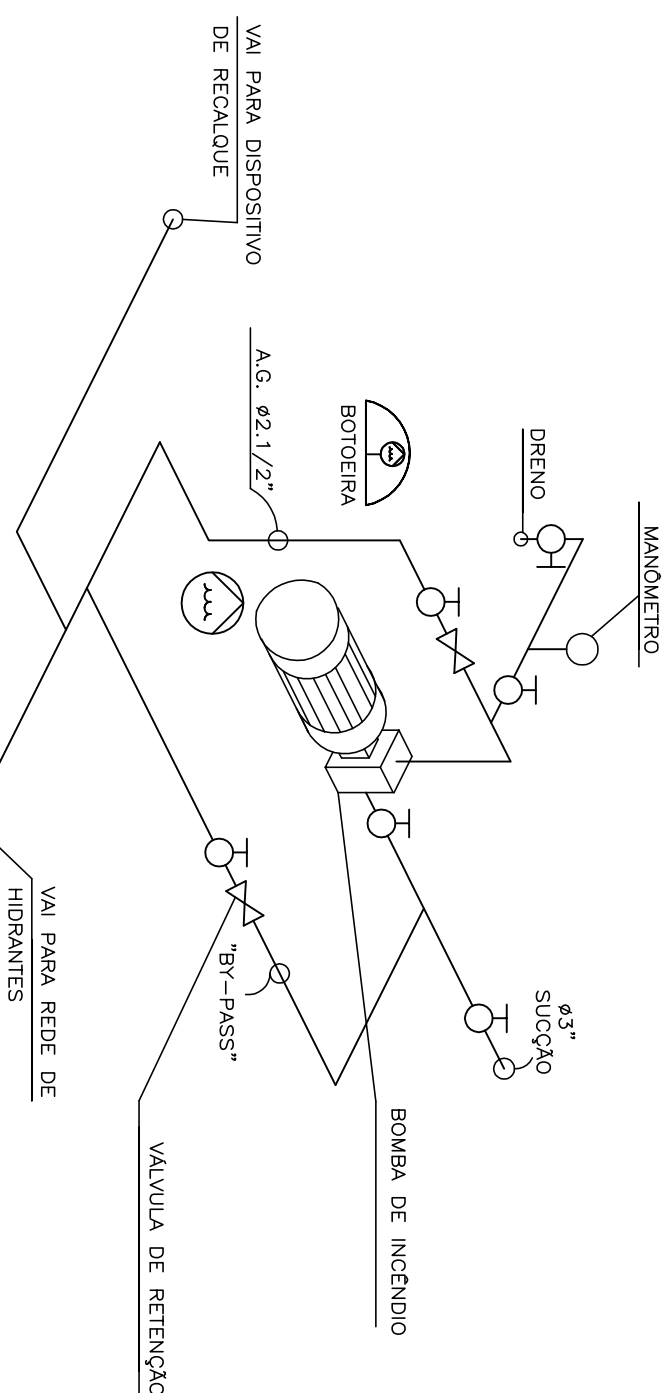 MANÔMETRO
DRENO
BOTOEIRA
A.G. ø2.1/2"
VAI PARA DISPOSITIVO
DE RECALQUE
ø3"
SUCÇÃO
BOMBA DE INCÊNDIO
"BY-PASS"
VÁLVULA DE RETENÇÃO
VAI PARA REDE DE
HIDRANTES